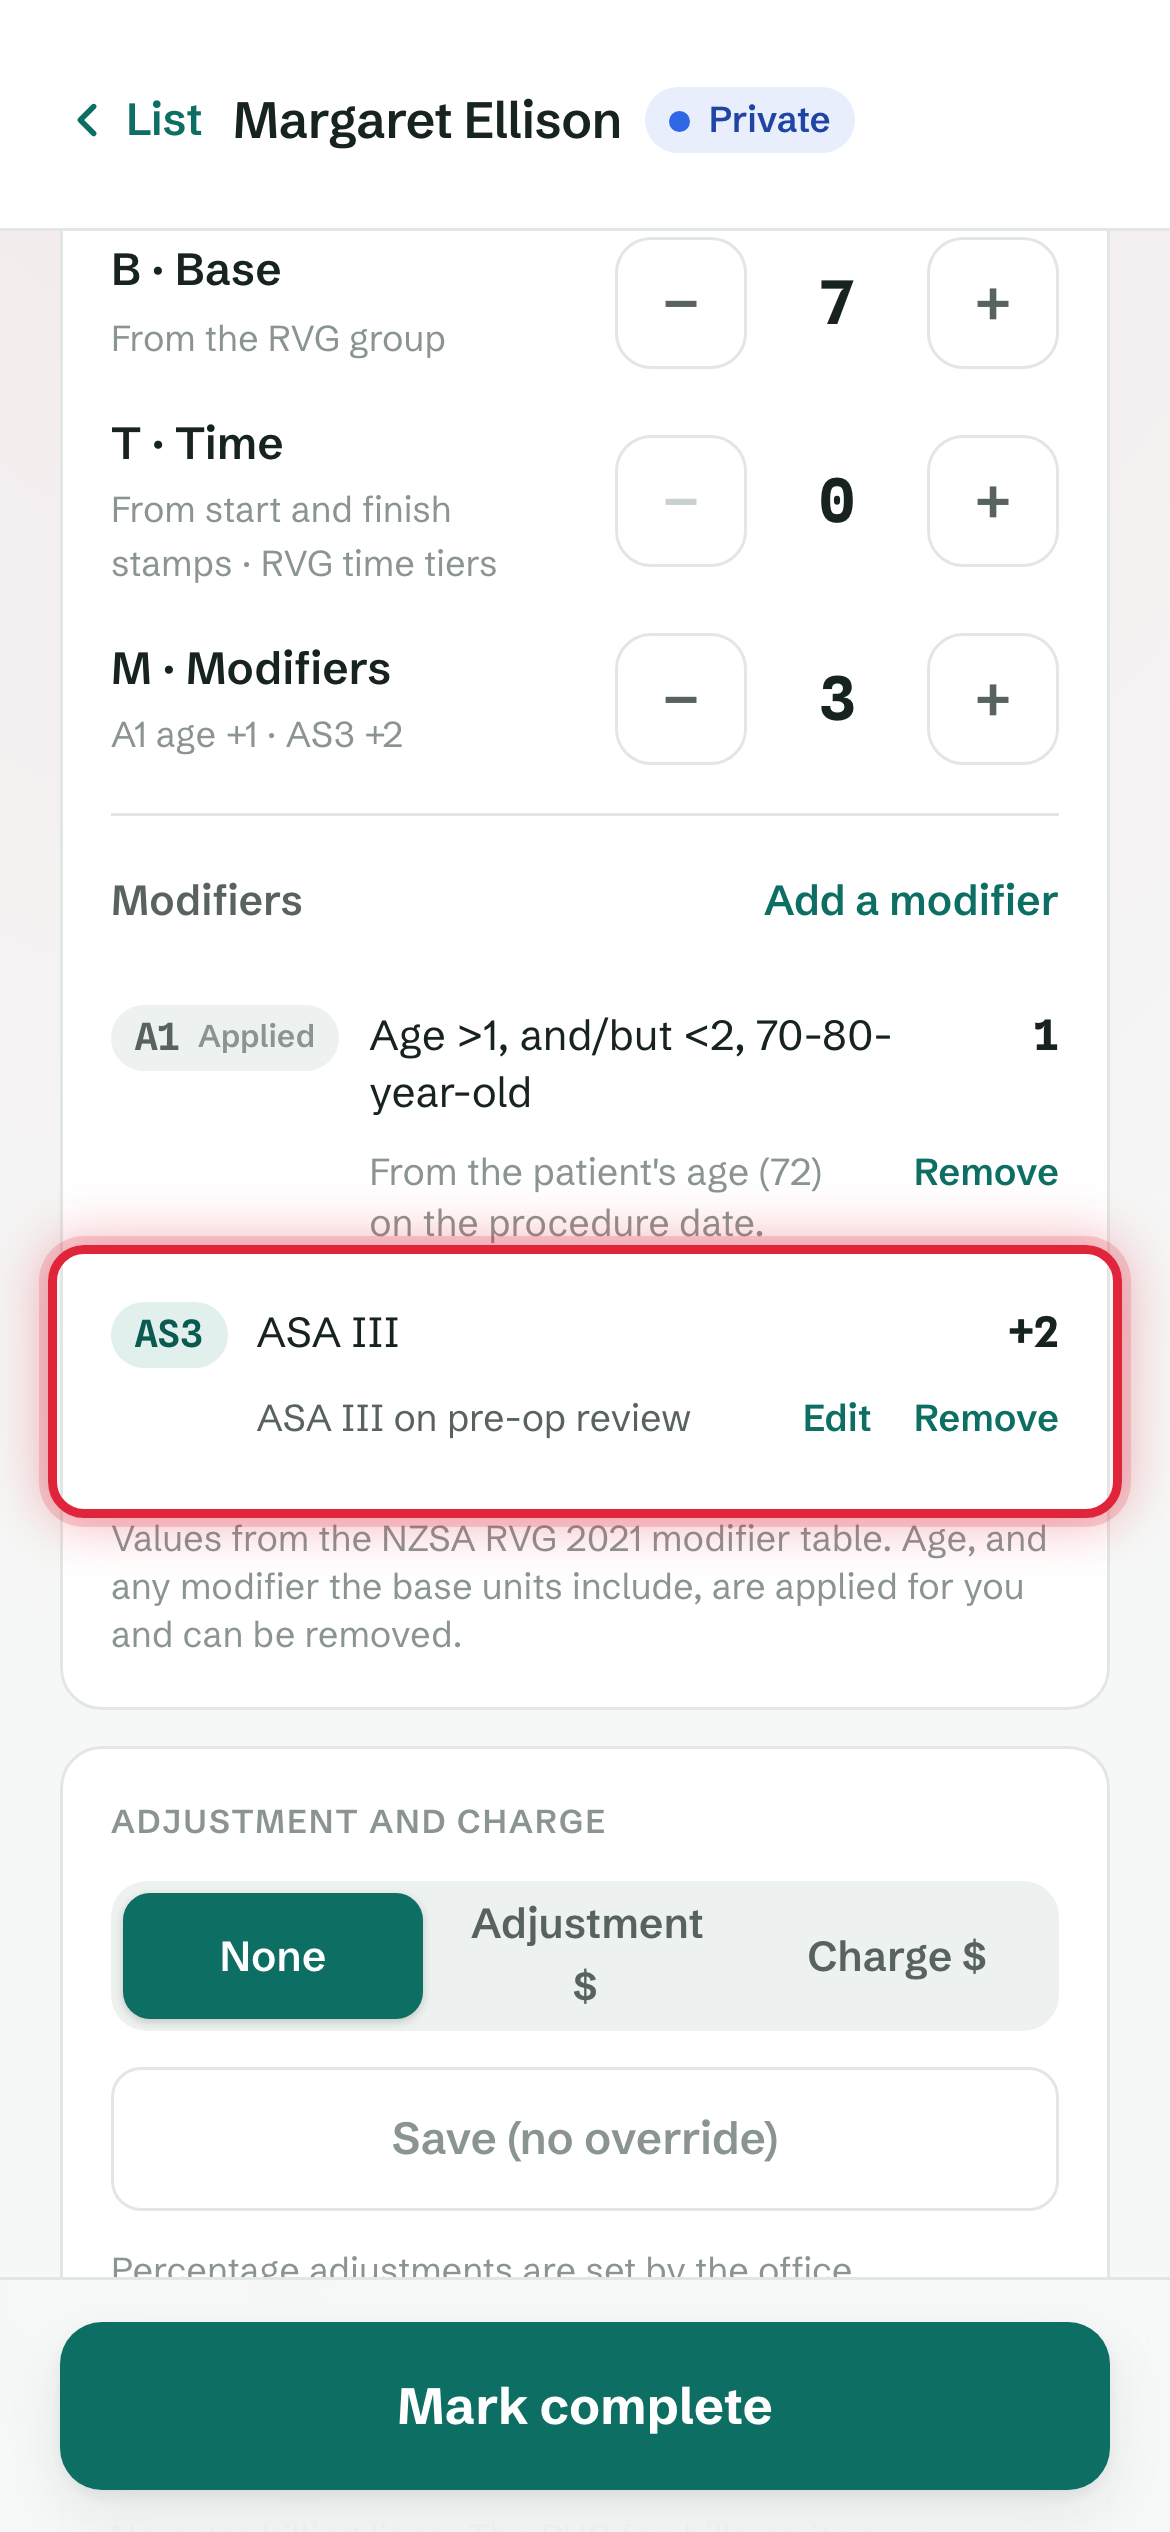 List Margaret Ellison Private
B · Base
From the RVG group
− 7 +
T · Time
From start and finish
stamps · RVG time tiers
− 0 +
M · Modifiers
A1 age +1 · AS3 +2
− 3 +
Modifiers
Add a modifier
A1 Applied
Age >1, and/but <2, 70-80-
year-old
1
From the patient's age (72)
on the procedure date.
Remove
AS3
ASA III
+2
ASA III on pre-op review
Edit
Remove
Values from the NZSA RVG 2021 modifier table. Age, and
any modifier the base units include, are applied for you
and can be removed.
ADJUSTMENT AND CHARGE
None
Adjustment
$
Charge $
Save (no override)
Percentage adjustments are set by the office
Mark complete